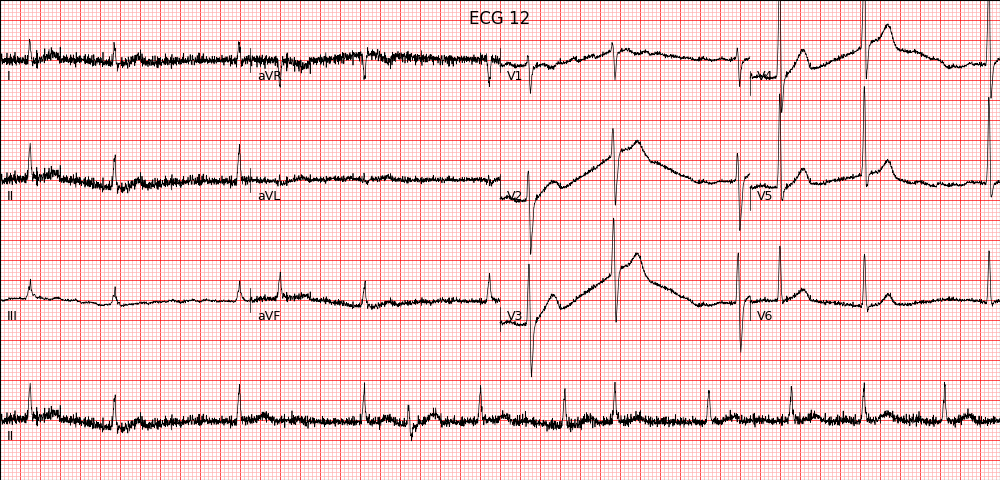 ECG 12
I aVR V1 V4
II aVL V2 V5
III aVF V3 V6
II